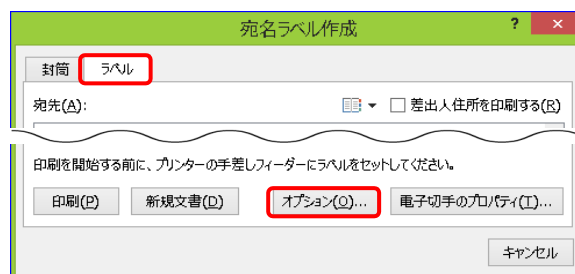 宛名ラベル作成
? ×
封筒 ラベル
宛先(A): 差出人住所を印刷する(R)
印刷を開始する前に、プリンターの手差しフィーダーにラベルをセットしてください。
印刷(P) 新規文書(D) オプション(O)... 電子切手のプロパティ(T)...
キャンセル